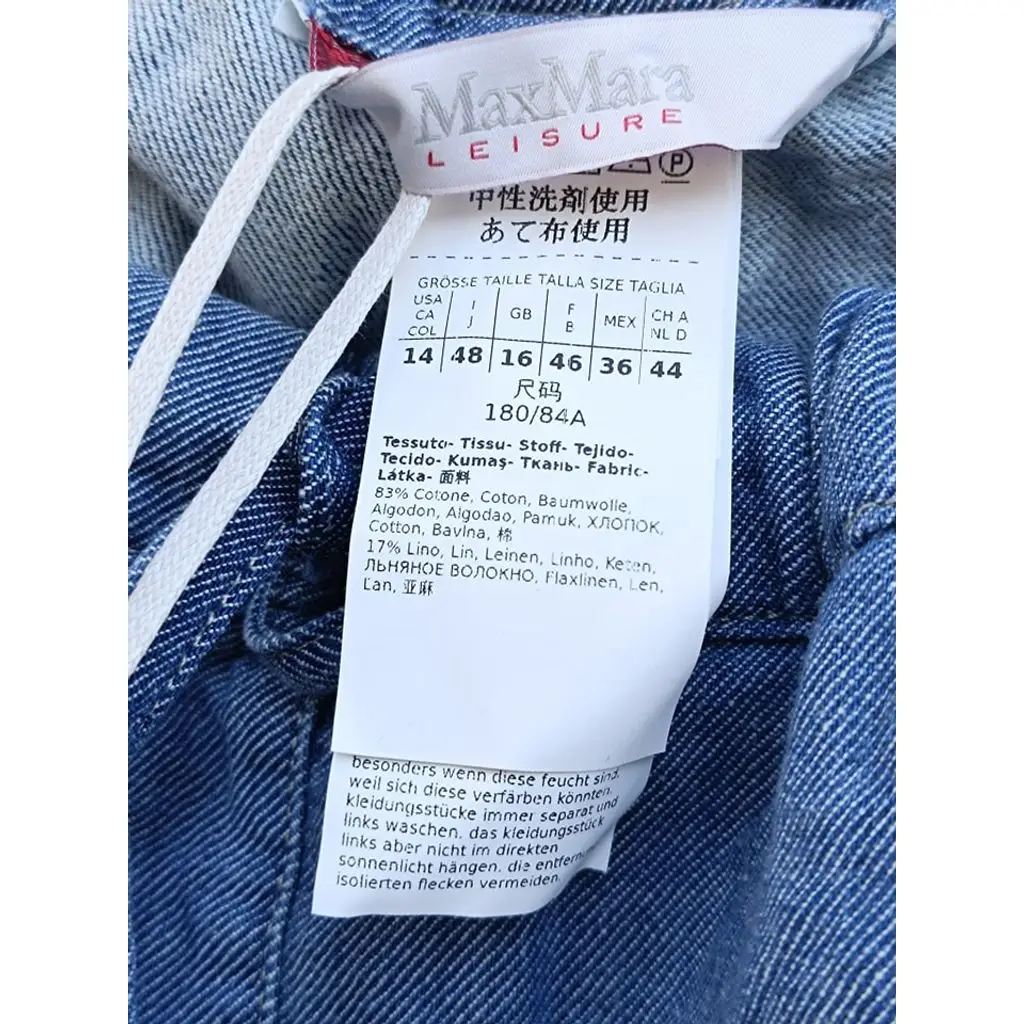 MaxMara
LEISURE
P
中性洗剤使用
あて布使用
GRÖSSE TAILLE TALLA SIZE TAGLIA
USA CA COL | I J | GB | F B | MEX | CH A NL D
14 | 48 | 16 | 46 | 36 | 44
尺码
180/84A
Tessuto- Tissu- Stoff- Tejido-
Tecido- Kumaş- Ткань- Fabric-
Látka- 面料
83% Cotone, Coton, Baumwolle,
Algodon, Algodao, Pamuk, ХЛОПОК,
Cotton, Bavlna, 棉
17% Lino, Lin, Leinen, Linho, Keten,
ЛЬНЯНОЕ ВОЛОКНО, Flaxlinen, Len,
Ľan, 亚麻
besonders wenn diese feucht sind.
weil sich diese verfärben könnten.
kleidungsstücke immer separat und
links waschen. das kleidungsstück
links aber nicht im direkten
sonnenlicht hängen. die
isolierten flecken vermeiden.